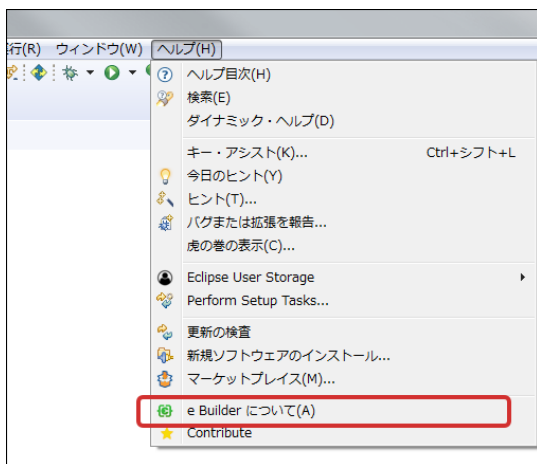 行(R) ウィンドウ(W) ヘルプ(H)
ヘルプ目次(H)
検索(E)
ダイナミック・ヘルプ(D)
キー・アシスト(K)... Ctrl+シフト+L
今日のヒント(Y)
ヒント(T)...
バグまたは拡張を報告...
虎の巻の表示(C)...
Eclipse User Storage
Perform Setup Tasks...
更新の検査
新規ソフトウェアのインストール...
マーケットプレイス(M)...
e Builder について(A)
Contribute